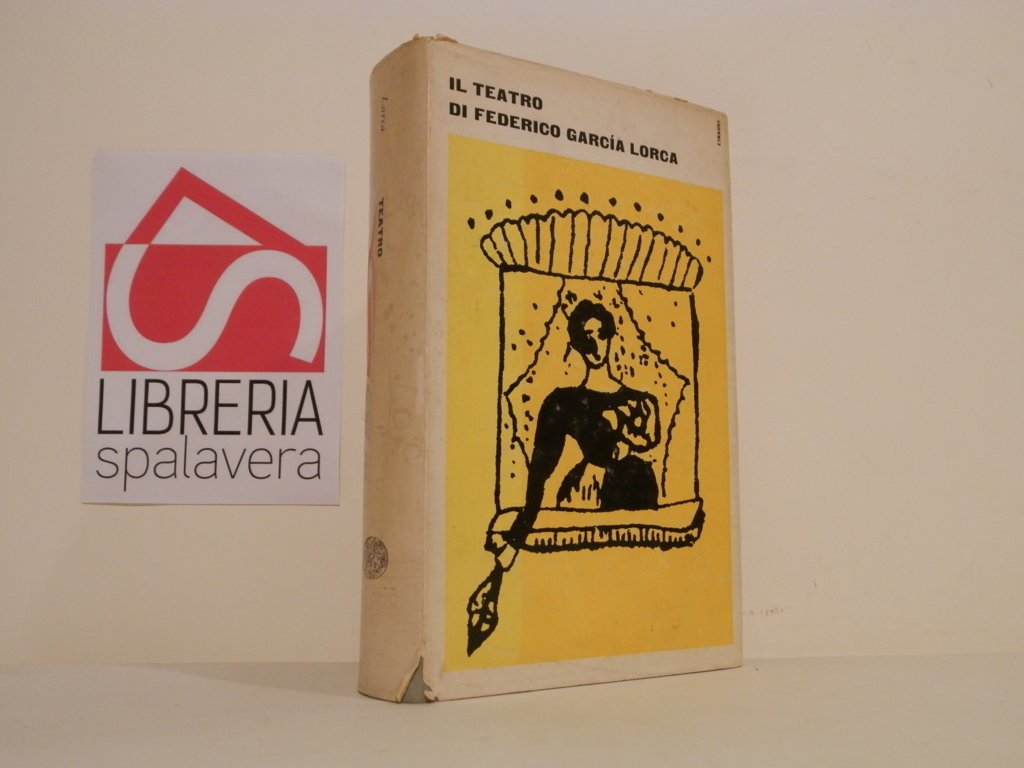 LIBRERIA
spalavera
Lorca
TEATRO
IL TEATRO
DI FEDERICO GARCÍA LORCA
EINAUDI